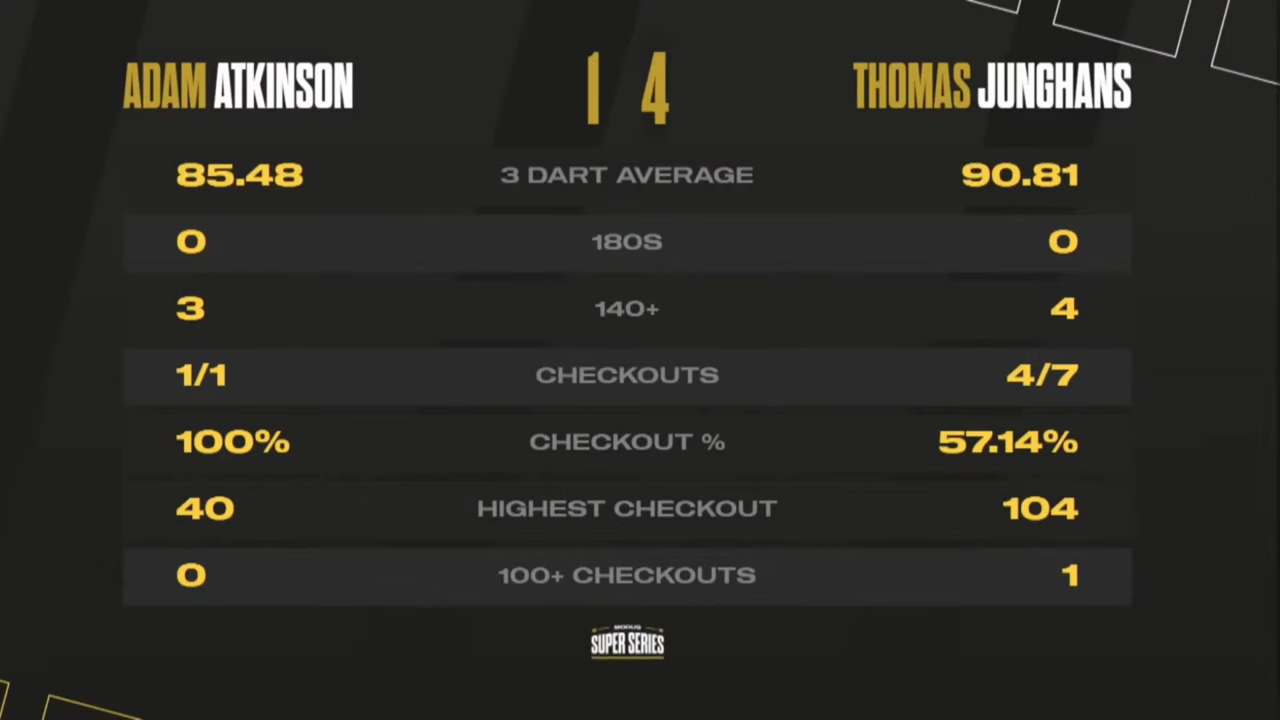 ADAM ATKINSON 1 4 THOMAS JUNGHANS
85.48 3 DART AVERAGE 90.81
0 180S 0
3 140+ 4
1/1 CHECKOUTS 4/7
100% CHECKOUT % 57.14%
40 HIGHEST CHECKOUT 104
0 100+ CHECKOUTS 1
MODUS
SUPER SERIES